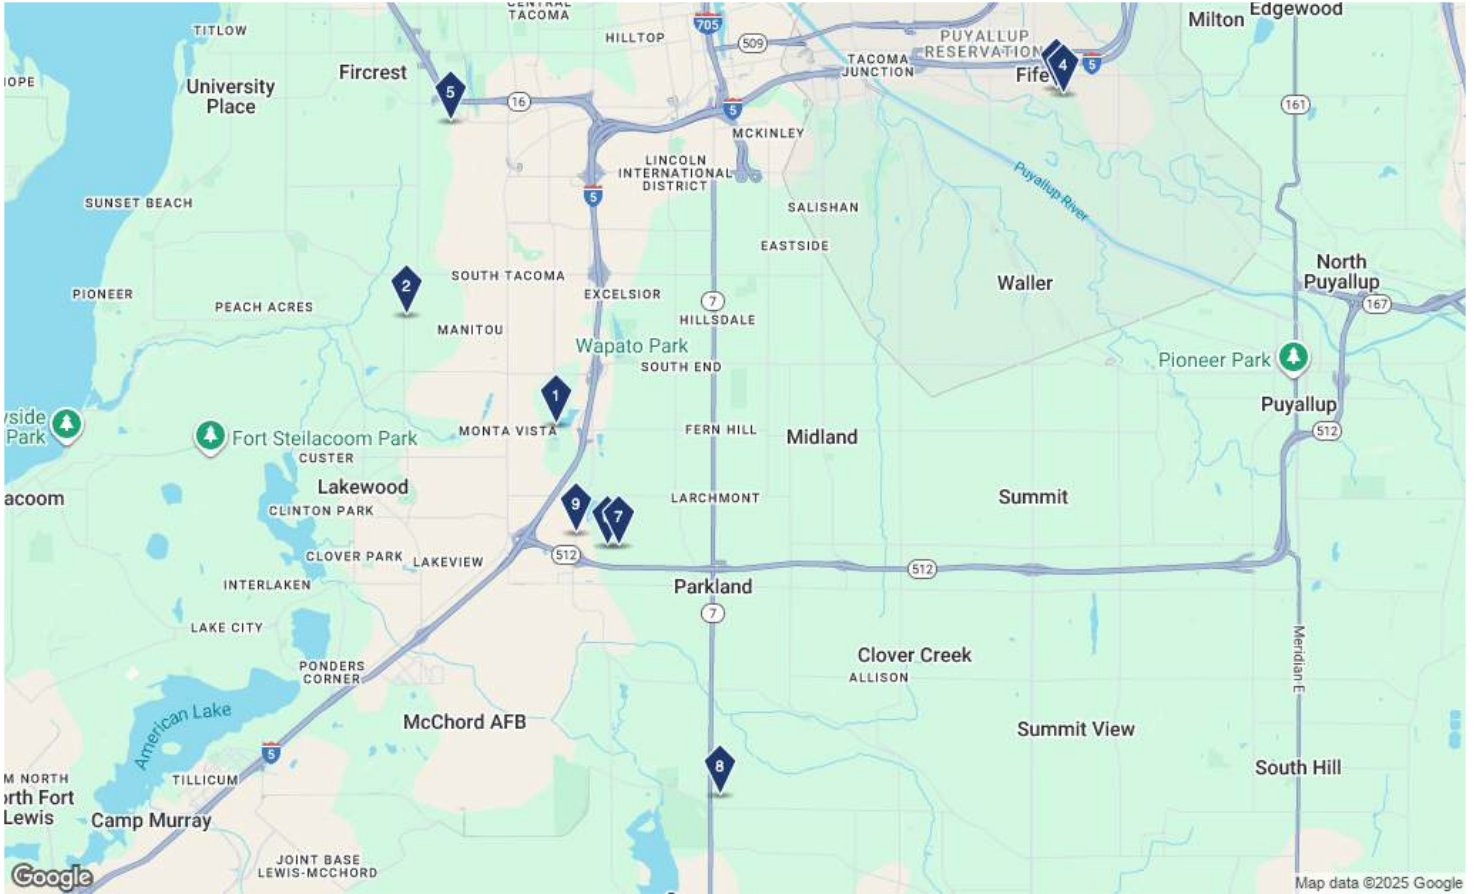 CENTRAL
TACOMA
Edgewood
Milton
TITLOW
705
HILLTOP
509
PUYALLUP
RESERVATION
TACOMA
JUNCTION
Fife
4
5
HOPE
University
Place
Fircrest
5
16
5
161
MCKINLEY
LINCOLN
INTERNATIONAL
DISTRICT
Puyallup River
5
SUNSET BEACH
SALISHAN
EASTSIDE
North
Puyallup
167
SOUTH TACOMA
Waller
2
PIONEER
PEACH ACRES
EXCELSIOR
7
MANITOU
HILLSDALE
Wapato Park
SOUTH END
Pioneer Park
1
Puyallup
512
Park
Fort Steilacoom Park
MONTA VISTA
FERN HILL
Midland
CUSTER
Lakewood
acoom
CLINTON PARK
9
7
LARCHMONT
Summit
CLOVER PARK
LAKEVIEW
512
512
INTERLAKEN
Parkland
7
LAKE CITY
Clover Creek
ALLISON
Meridian E
PONDERS
CORNER
American Lake
McChord AFB
Summit View
5
8
South Hill
TILLICUM
M NORTH
orth Fort
Lewis
Camp Murray
JOINT BASE
LEWIS-MCCHORD
Google
Map data ©2025 Google